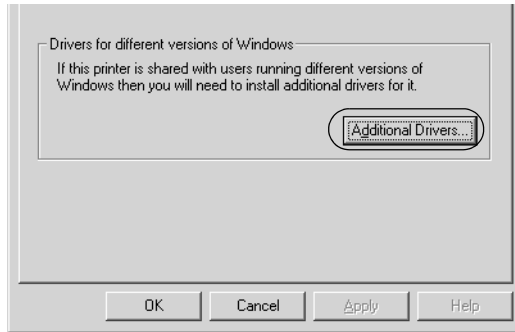 Drivers for different versions of Windows
If this printer is shared with users running different versions of
Windows then you will need to install additional drivers for it.
Additional Drivers...
OK Cancel Apply Help